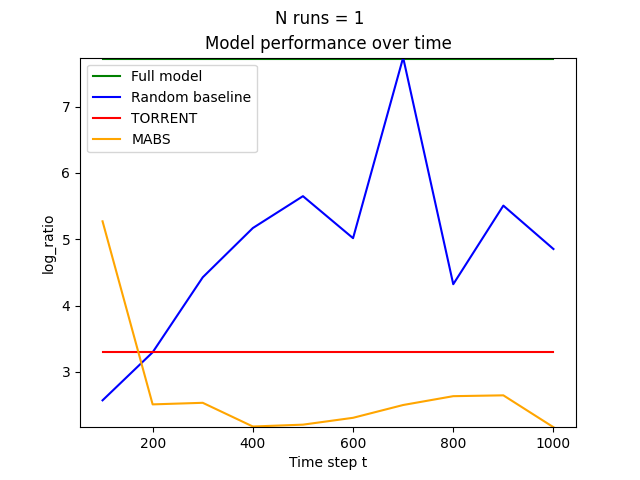 N runs = 1
Model performance over time
Full model
Random baseline
TORRENT
MABS
7
6
5
4
3
log_ratio
200 400 600 800 1000
Time step t